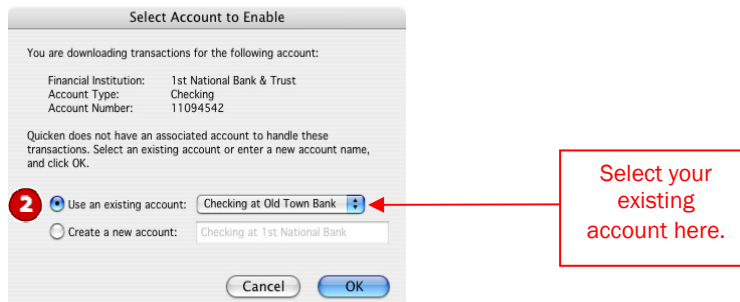 Select Account to Enable
You are downloading transactions for the following account:
Financial Institution: 1st National Bank & Trust
Account Type: Checking
Account Number: 11094542
Quicken does not have an associated account to handle these
transactions. Select an existing account or enter a new account name,
and click OK.
2 Use an existing account: Checking at Old Town Bank
Create a new account: Checking at 1st National Bank
Cancel OK
Select your
existing
account here.